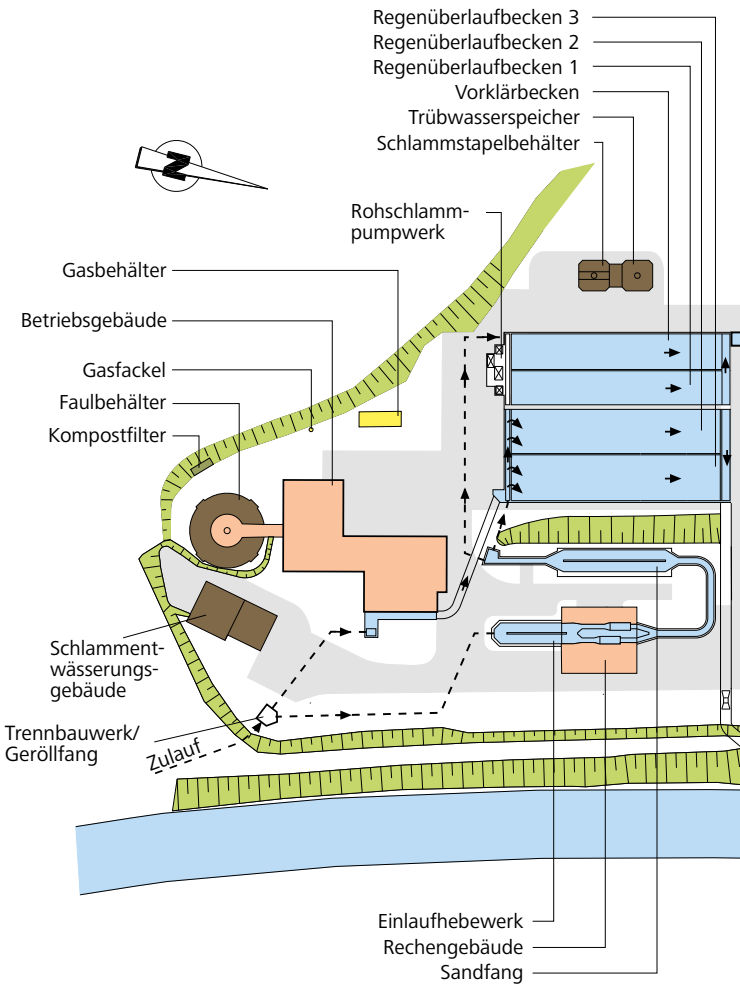 Regenüberlaufbecken 3
Regenüberlaufbecken 2
Regenüberlaufbecken 1
Vorklärbecken
Trübwasserspeicher
Schlammstapelbehälter
N
Rohschlamm-
pumpwerk
Gasbehälter
Betriebsgebäude
Gasfackel
Faulbehälter
Kompostfilter
Schlamment-
wässerungs-
gebäude
Trennbauwerk/
Geröllfang
Zulauf
Einlaufhebewerk
Rechengebäude
Sandfang